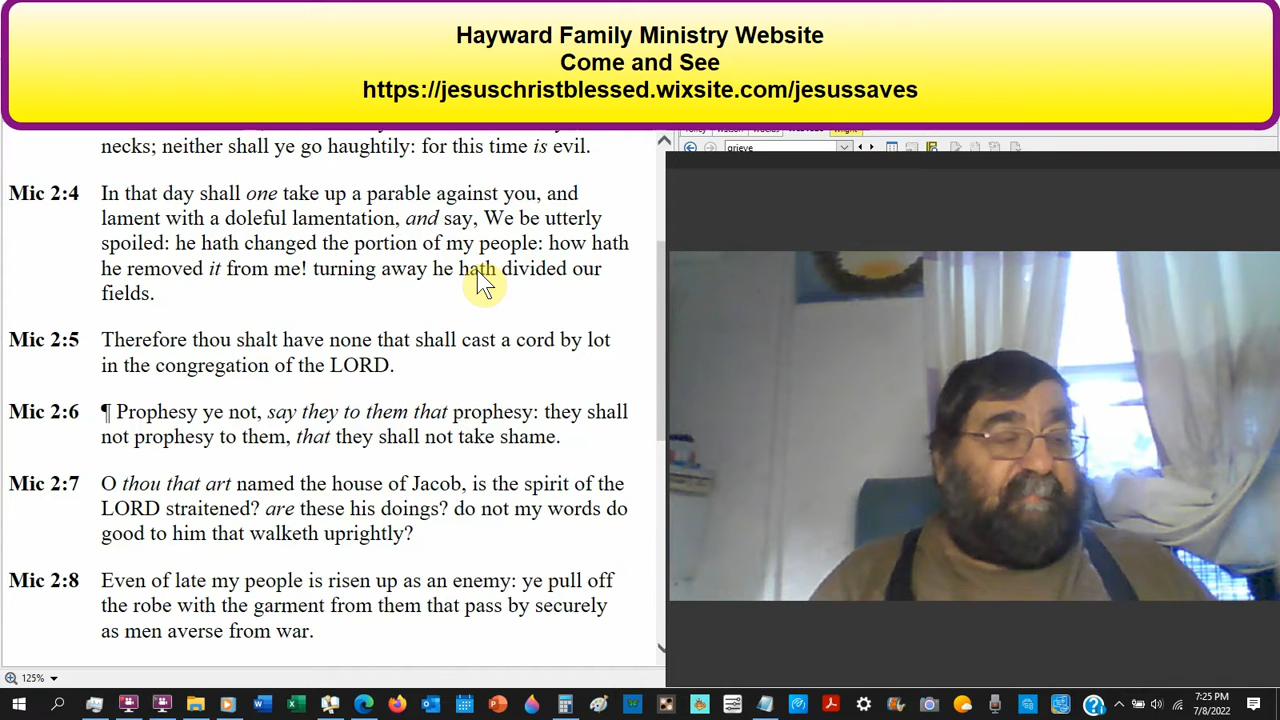 Hayward Family Ministry Website
Come and See
https://jesuschristblessed.wixsite.com/jesussaves
necks; neither shall ye go haughtily: for this time is evil.
grieve
Mic 2:4 In that day shall one take up a parable against you, and
lament with a doleful lamentation, and say, We be utterly
spoiled: he hath changed the portion of my people: how hath
he removed it from me! turning away he hath divided our
fields.
Mic 2:5 Therefore thou shalt have none that shall cast a cord by lot
in the congregation of the LORD.
Mic 2:6 ¶ Prophesy ye not, say they to them that prophesy: they shall
not prophesy to them, that they shall not take shame.
Mic 2:7 O thou that art named the house of Jacob, is the spirit of the
LORD straitened? are these his doings? do not my words do
good to him that walketh uprightly?
Mic 2:8 Even of late my people is risen up as an enemy: ye pull off
the robe with the garment from them that pass by securely
as men averse from war.
125%
7:25 PM
7/8/2022